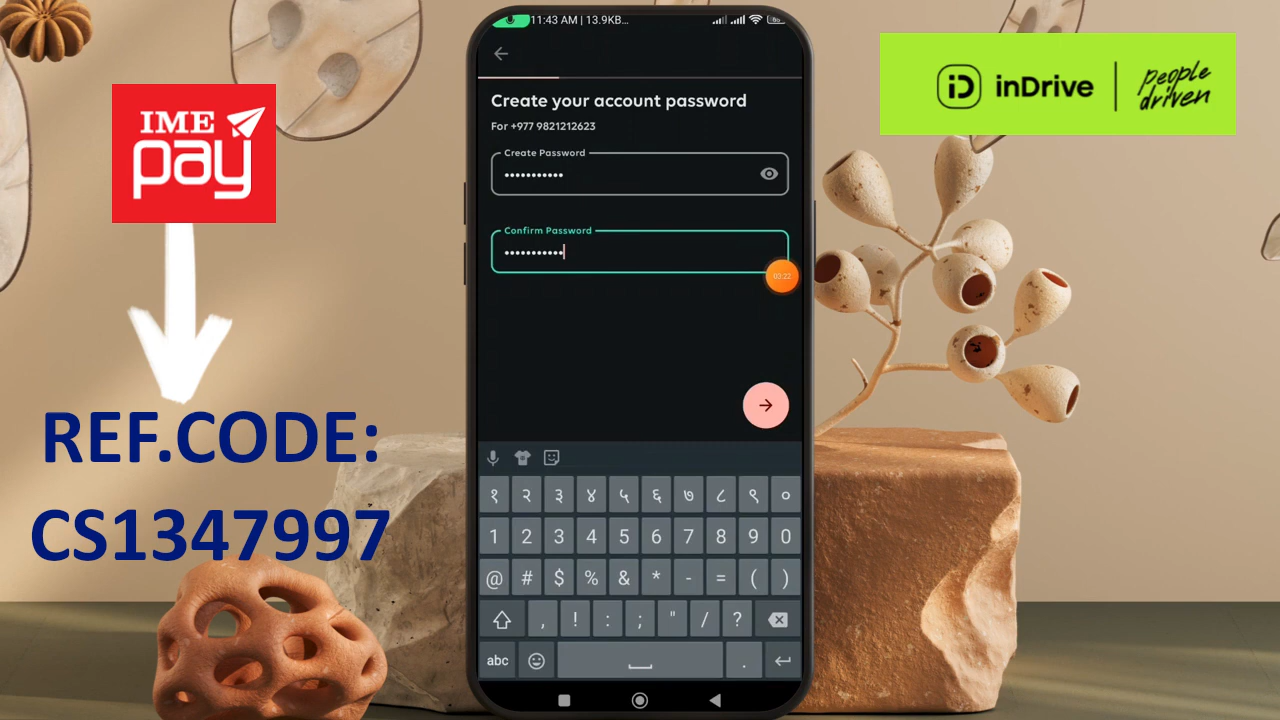 IME
pay
REF.CODE:
CS1347997
11:43 AM | 13.9KB...
Create your account password
For +977 9821212623
Create Password
•••••••••••
Confirm Password
•••••••••••
03:22
१ २ ३ ४ ५ ६ ७ ८ ९ ०
1 2 3 4 5 6 7 8 9 0
@ # $ % & * - = ( )
, ! : ; " / ?
abc .
iD inDrive | people
driven